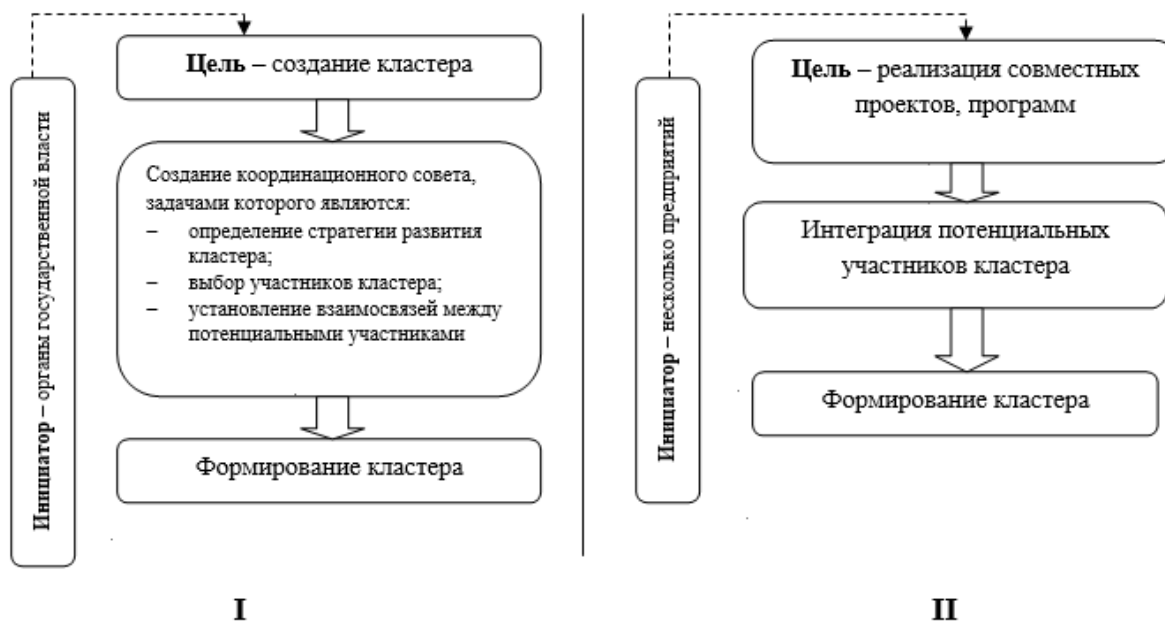 Инициатор – органы государственной власти
Цель – создание кластера
Создание координационного совета,
задачами которого являются:
– определение стратегии развития
кластера;
– выбор участников кластера;
– установление взаимосвязей между
потенциальными участниками
Формирование кластера
I
Инициатор – несколько предприятий
Цель – реализация совместных
проектов, программ
Интеграция потенциальных
участников кластера
Формирование кластера
II